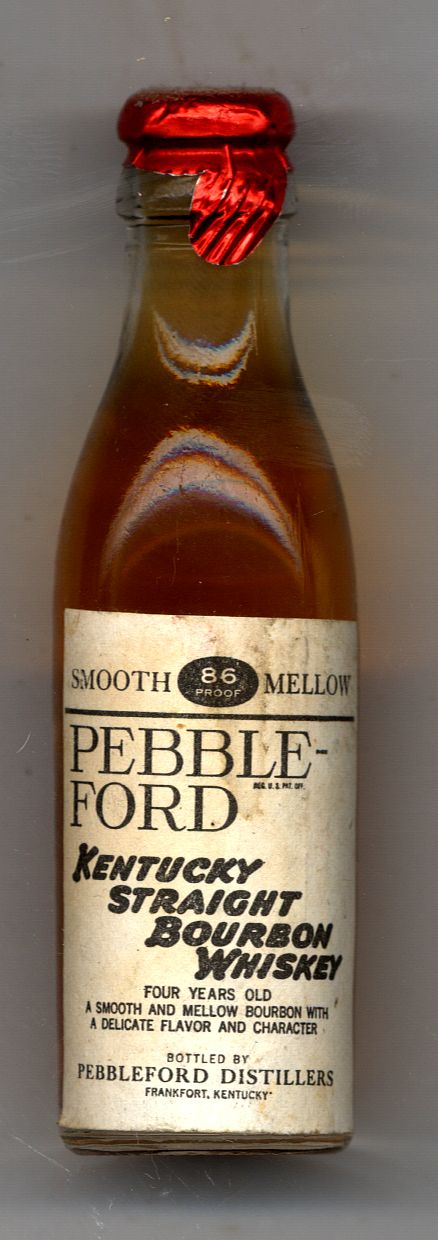 SMOOTH 86 PROOF MELLOW
PEBBLE-
FORD
REG. U.S. PAT. OFF.
KENTUCKY
STRAIGHT
BOURBON
WHISKEY
FOUR YEARS OLD
A SMOOTH AND MELLOW BOURBON WITH
A DELICATE FLAVOR AND CHARACTER
BOTTLED BY
PEBBLEFORD DISTILLERS
FRANKFORT, KENTUCKY